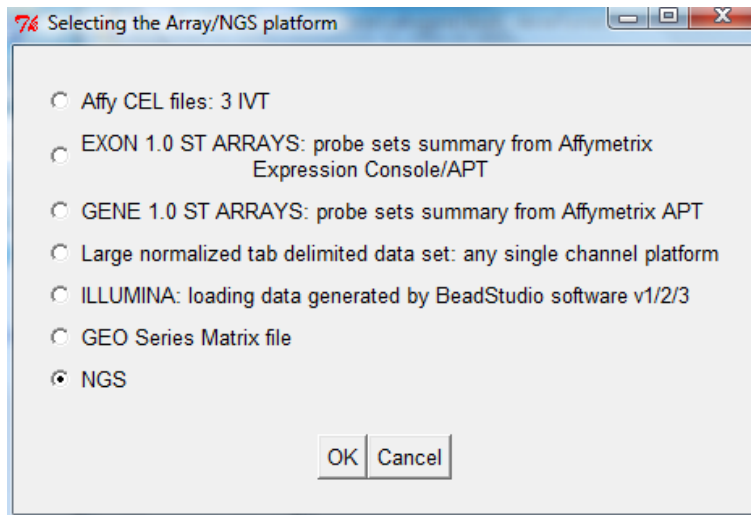 Selecting the Array/NGS platform
Affy CEL files: 3 IVT
EXON 1.0 ST ARRAYS: probe sets summary from Affymetrix
Expression Console/APT
GENE 1.0 ST ARRAYS: probe sets summary from Affymetrix APT
Large normalized tab delimited data set: any single channel platform
ILLUMINA: loading data generated by BeadStudio software v1/2/3
GEO Series Matrix file
NGS
OK Cancel